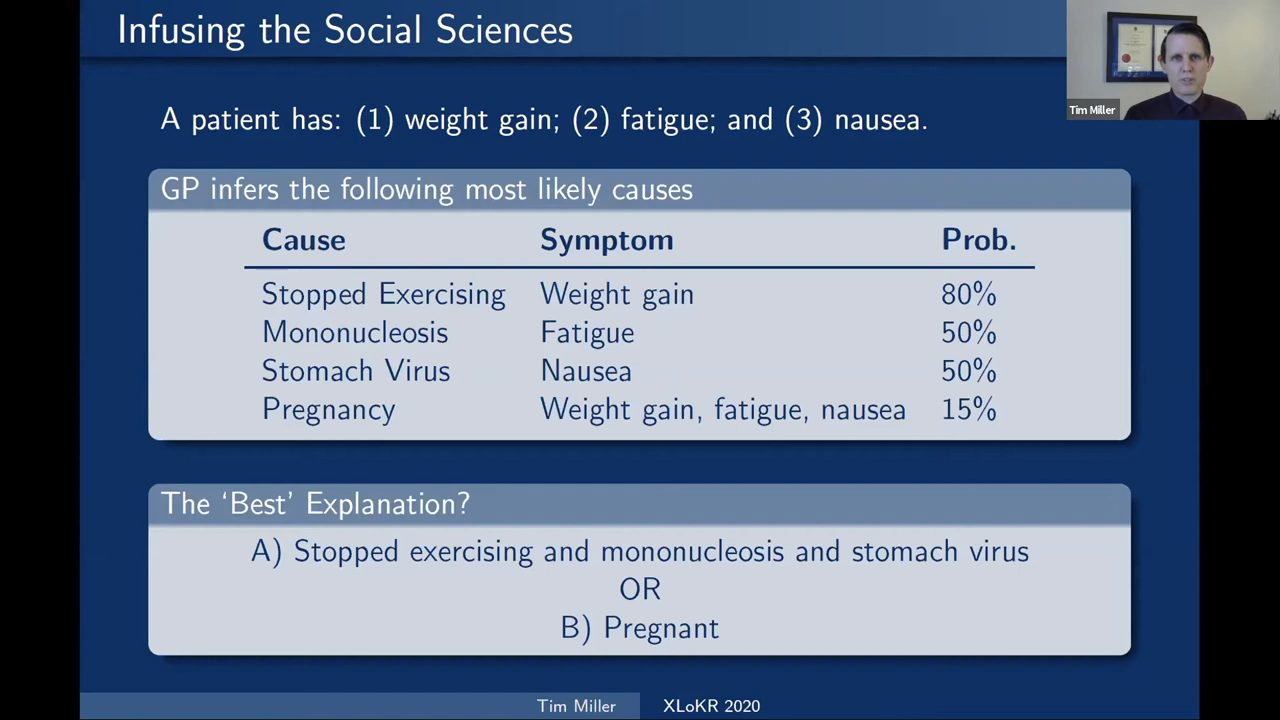 Infusing the Social Sciences
Tim Miller
A patient has: (1) weight gain; (2) fatigue; and (3) nausea.
GP infers the following most likely causes
Cause Symptom Prob.
Stopped Exercising Weight gain 80%
Mononucleosis Fatigue 50%
Stomach Virus Nausea 50%
Pregnancy Weight gain, fatigue, nausea 15%
The ‘Best’ Explanation?
A) Stopped exercising and mononucleosis and stomach virus
OR
B) Pregnant
Tim Miller XLoKR 2020